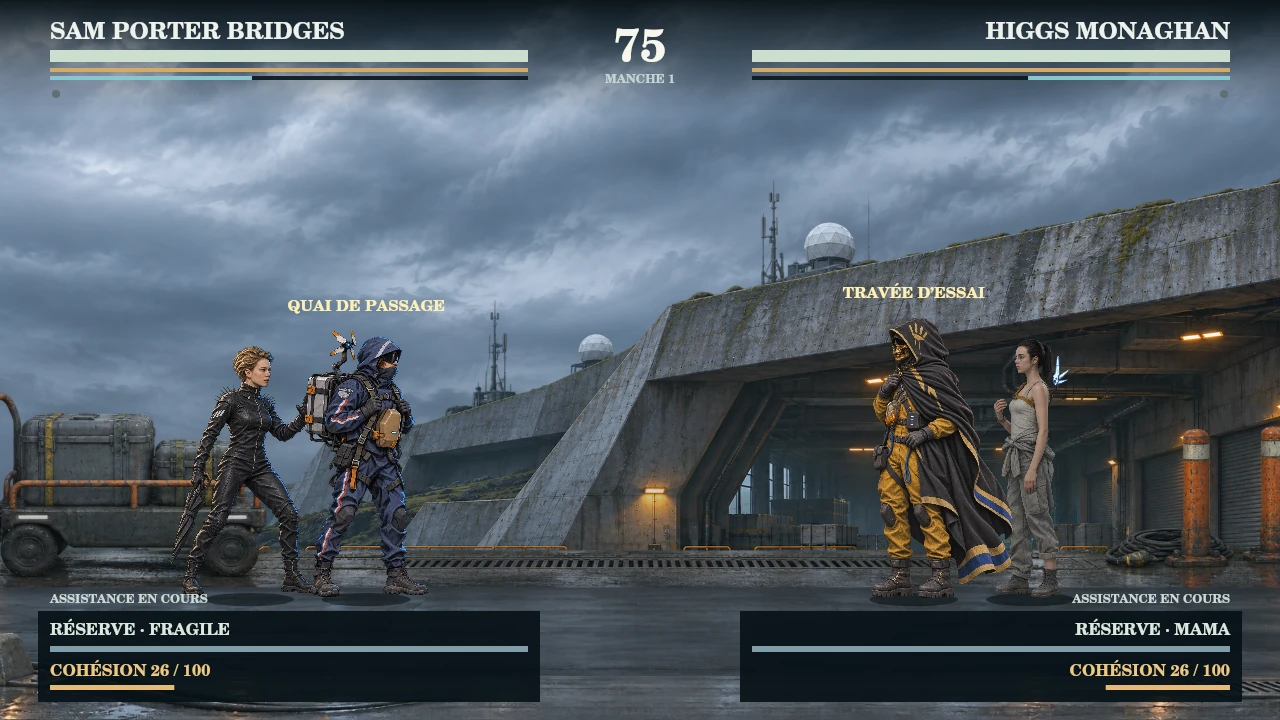 SAM PORTER BRIDGES
75
MANCHE 1
HIGGS MONAGHAN
QUAI DE PASSAGE
TRAVÉE D'ESSAI
ASSISTANCE EN COURS
RÉSERVE · FRAGILE
COHÉSION 26 / 100
ASSISTANCE EN COURS
RÉSERVE · MAMA
COHÉSION 26 / 100